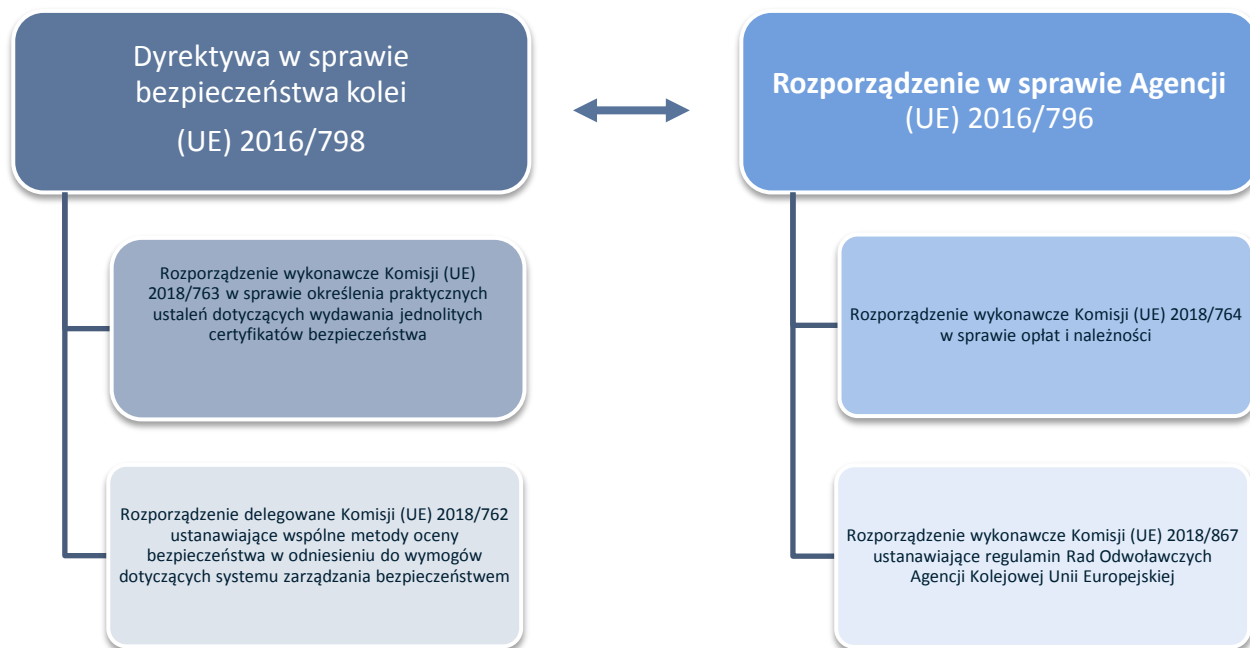 Dyrektywa w sprawie
bezpieczeństwa kolei
(UE) 2016/798
Rozporządzenie w sprawie Agencji
(UE) 2016/796
Rozporządzenie wykonawcze Komisji (UE)
2018/763 w sprawie określenia praktycznych
ustaleń dotyczących wydawania jednolitych
certyfikatów bezpieczeństwa
Rozporządzenie wykonawcze Komisji (UE) 2018/764
w sprawie opłat i należności
Rozporządzenie delegowane Komisji (UE) 2018/762
ustanawiające wspólne metody oceny
bezpieczeństwa w odniesieniu do wymogów
dotyczących systemu zarządzania bezpieczeństwem
Rozporządzenie wykonawcze Komisji (UE) 2018/867
ustanawiające regulamin Rad Odwoławczych
Agencji Kolejowej Unii Europejskiej